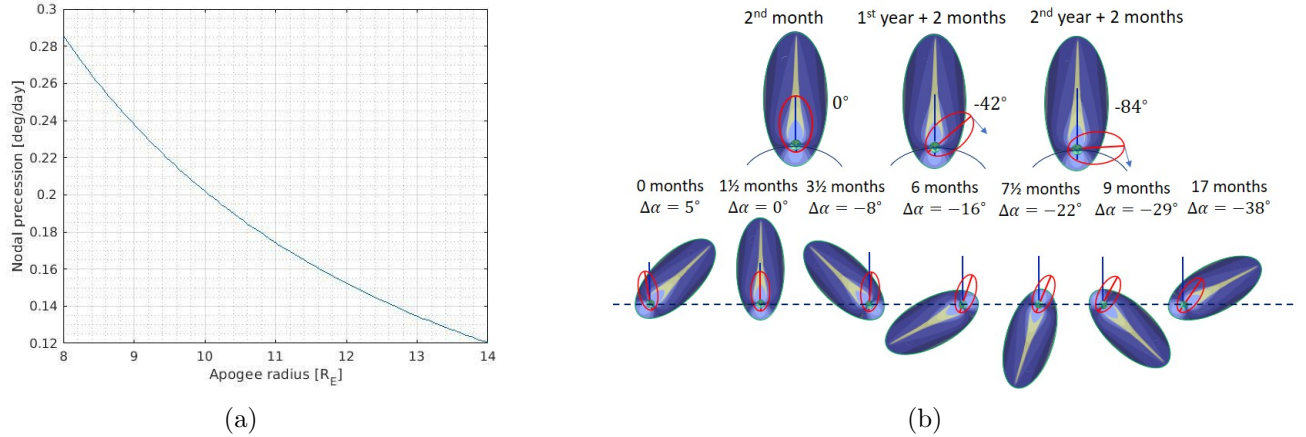 0.3
0.28
0.26
0.24
0.22
0.2
0.18
0.16
0.14
0.12
Nodal precession [deg/day]
8 9 10 11 12 13 14
Apogee radius [R_E]
(a)
2nd month 1st year + 2 months 2nd year + 2 months
0° -42° -84°
0 months 1½ months 3½ months 6 months 7½ months 9 months 17 months
Δα = 5° Δα = 0° Δα = −8° Δα = −16° Δα = −22° Δα = −29° Δα = −38°
(b)